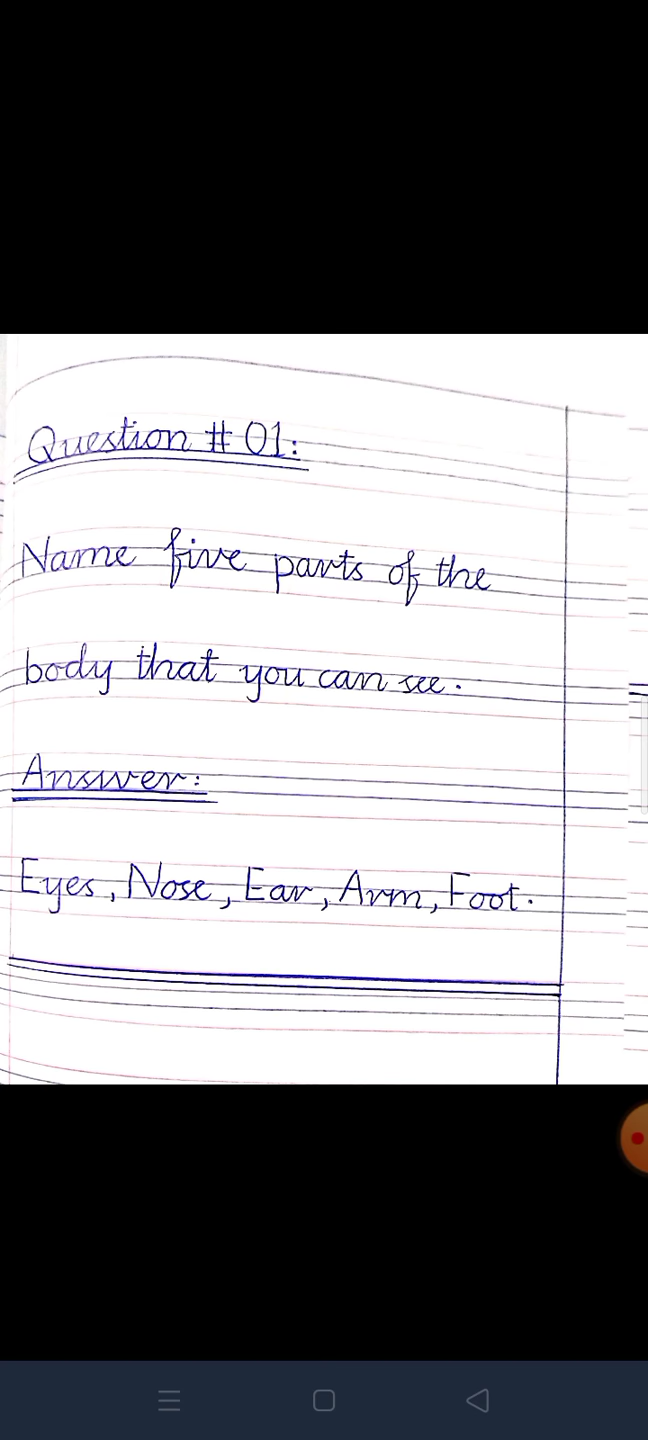 Question # 01:
Name five parts of the
body that you can see.
Answer:
Eyes, Nose, Ear, Arm, Foot.